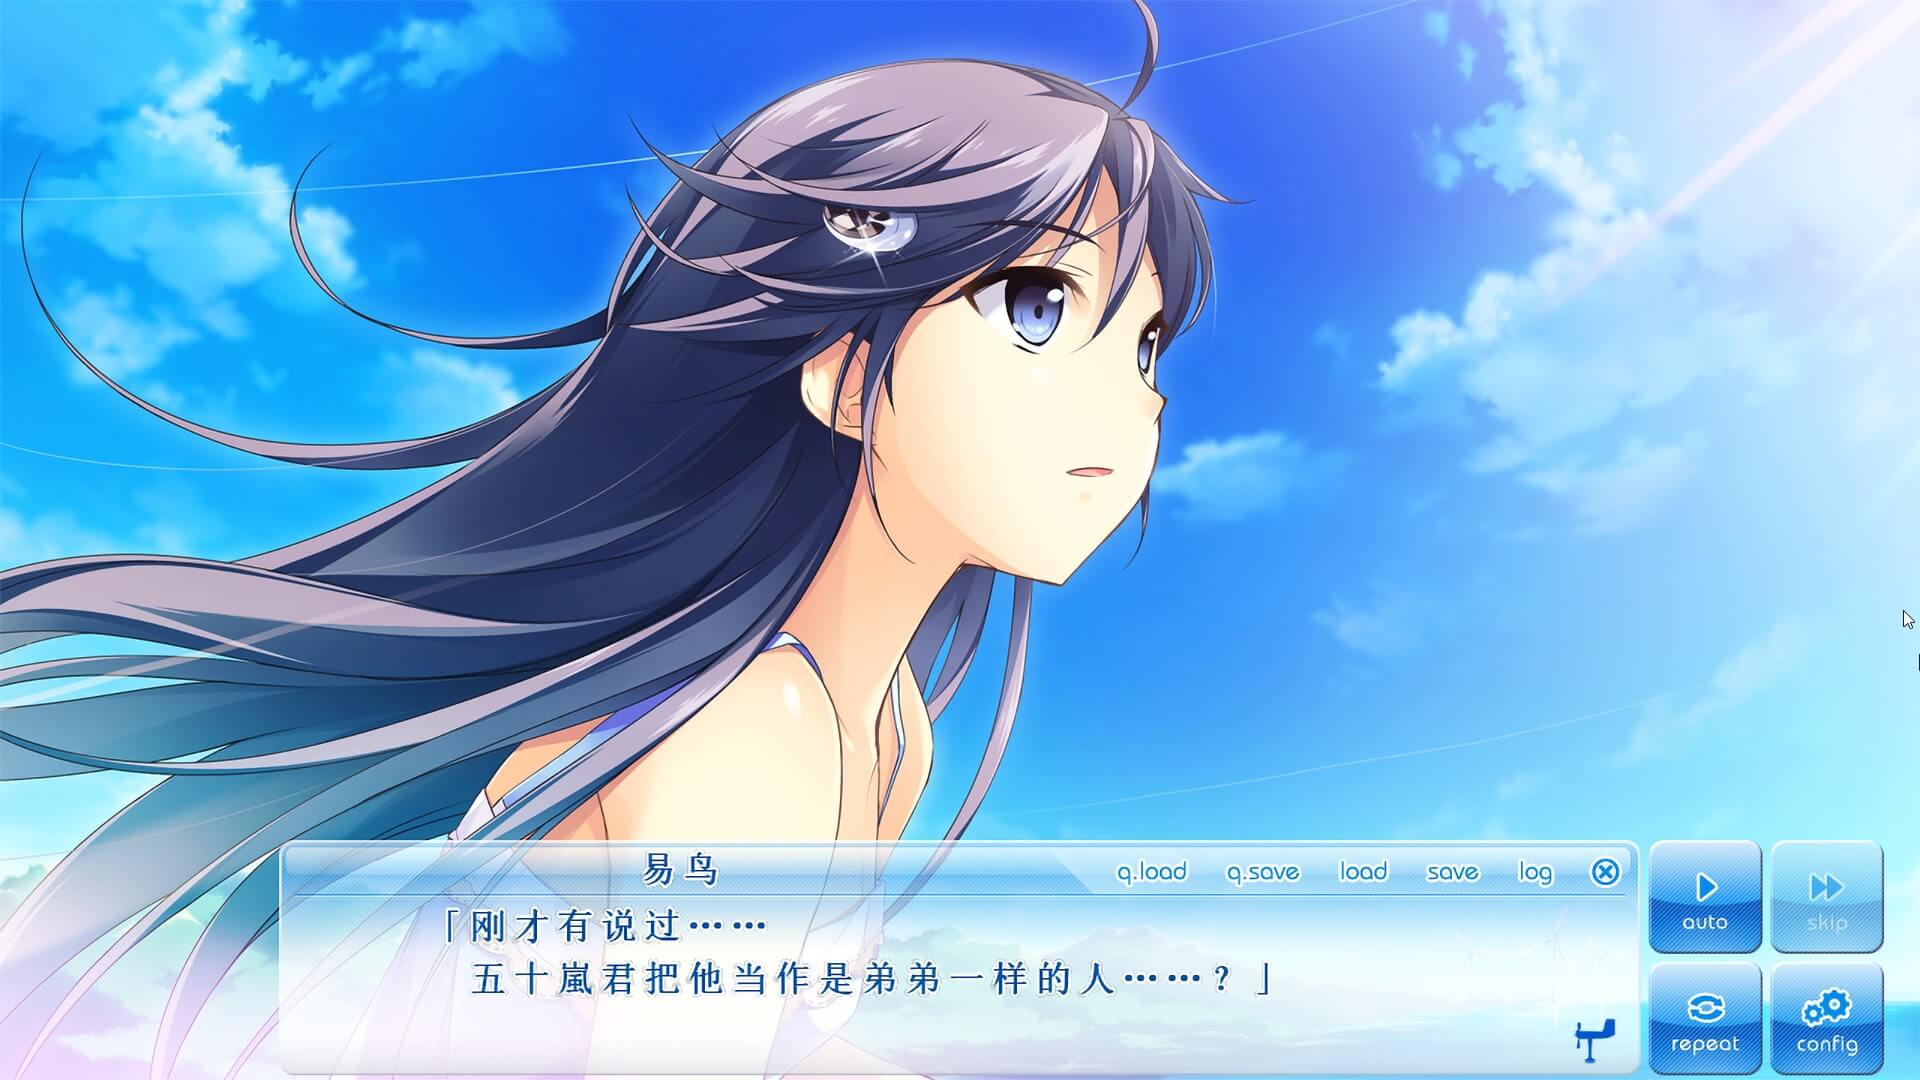 易鸟
q.load q.save load save log
「刚才有说过……
五十嵐君把他当作是弟弟一样的人……？」
auto
skip
repeat
config